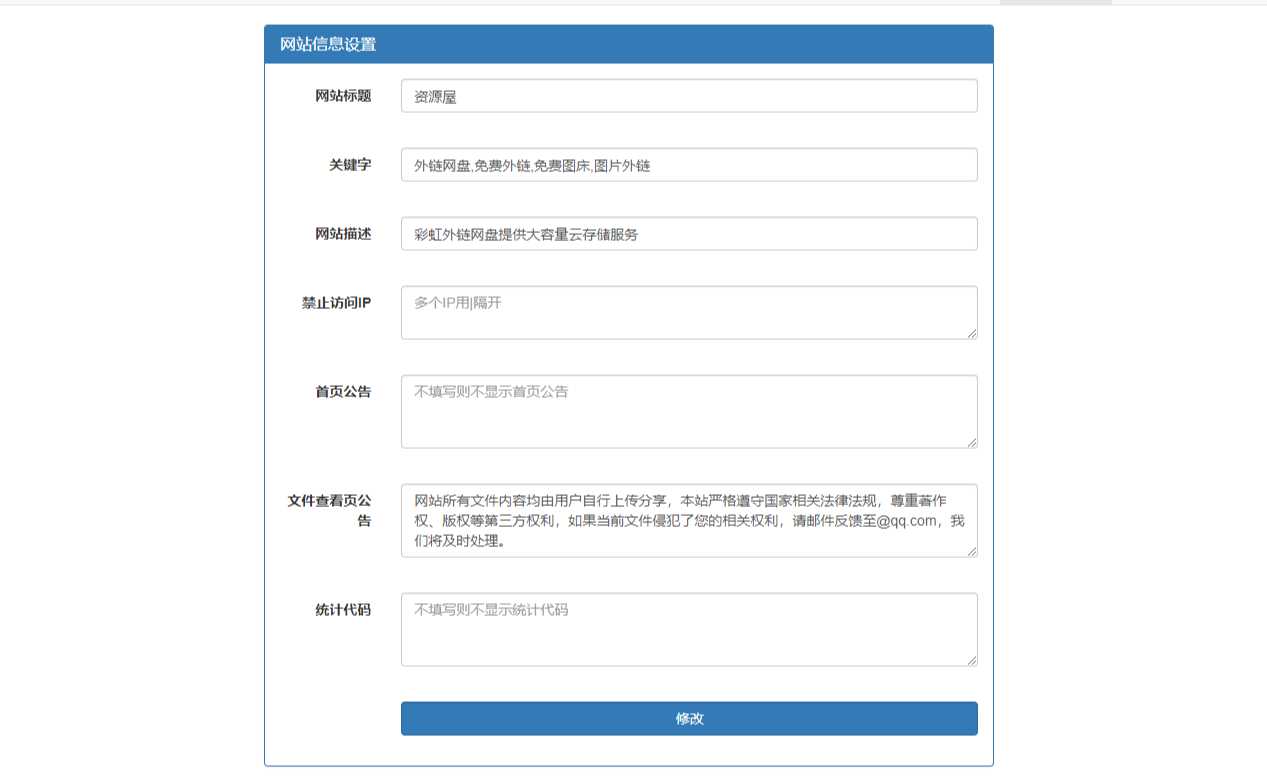 网站信息设置
网站标题
资源屋
关键字
外链网盘,免费外链,免费图床,图片外链
网站描述
彩虹外链网盘提供大容量云存储服务
禁止访问IP
多个IP用|隔开
首页公告
不填写则不显示首页公告
文件查看页公
告
网站所有文件内容均由用户自行上传分享，本站严格遵守国家相关法律法规，尊重著作
权、版权等第三方权利，如果当前文件侵犯了您的相关权利，请邮件反馈至@qq.com，我
们将及时处理。
统计代码
不填写则不显示统计代码
修改